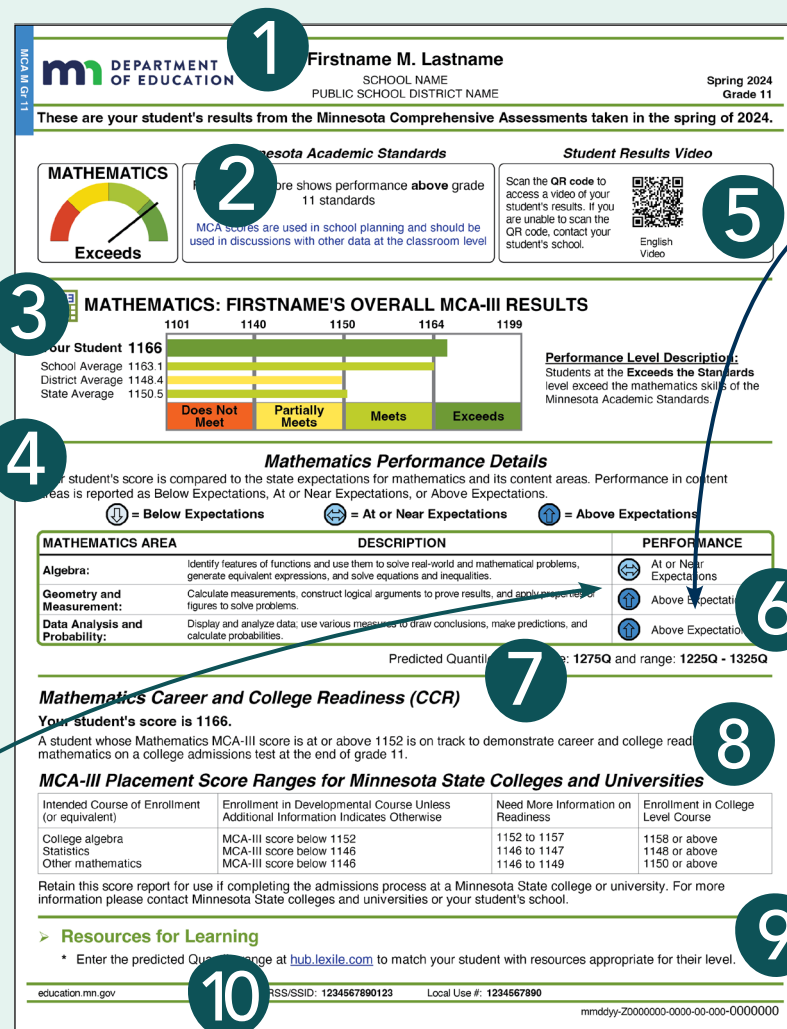 1
MCA M Gr 11
DEPARTMENT
OF EDUCATION
Firstname M. Lastname
SCHOOL NAME
PUBLIC SCHOOL DISTRICT NAME
Spring 2024
Grade 11
These are your student's results from the Minnesota Comprehensive Assessments taken in the spring of 2024.
MATHEMATICS
Exceeds
2
Academic Standards
shows performance above grade
11 standards
MCA scores are used in school planning and should be
used in discussions with other data at the classroom level
Student Results Video
Scan the QR code to
access a video of your
student's results. If you
are unable to scan the
QR code, contact your
student's school.
English
Video
5
3
MATHEMATICS: FIRSTNAME'S OVERALL MCA-III RESULTS
1101 1140 1150 1164 1199
Your Student 1166
School Average 1163.1
District Average 1148.4
State Average 1150.5
Does Not
Meet
Partially
Meets
Meets
Exceeds
Performance Level Description:
Students at the Exceeds the Standards
level exceed the mathematics skills of the
Minnesota Academic Standards.
4
Mathematics Performance Details
student's score is compared to the state expectations for mathematics and its content areas. Performance in content
areas is reported as Below Expectations, At or Near Expectations, or Above Expectations.
= Below Expectations = At or Near Expectations = Above Expectations
MATHEMATICS AREA DESCRIPTION PERFORMANCE
Algebra:
Identify features of functions and use them to solve real-world and mathematical problems,
generate equivalent expressions, and solve equations and inequalities.
At or Near
Expectations
Geometry and
Measurement:
Calculate measurements, construct logical arguments to prove results, and apply properties of
figures to solve problems.
Above
Data Analysis and
Probability:
Display and analyze data; use various measures to draw conclusions, make predictions, and
calculate probabilities.
Above
6
Predicted : 1275Q and range: 1225Q - 1325Q
7
Mathematics Career and College Readiness (CCR)
Your student's score is 1166.
A student whose Mathematics MCA-III score is at or above 1152 is on track to demonstrate career and college
mathematics on a college admissions test at the end of grade 11.
8
MCA-III Placement Score Ranges for Minnesota State Colleges and Universities
Intended Course of Enrollment
(or equivalent)
Enrollment in Developmental Course Unless
Additional Information Indicates Otherwise
Need More Information on
Readiness
Enrollment in College
Level Course
College algebra MCA-III score below 1152 1152 to 1157 1158 or above
Statistics MCA-III score below 1146 1146 to 1147 1148 or above
Other mathematics MCA-III score below 1146 1146 to 1149 1150 or above
Retain this score report for use if completing the admissions process at a Minnesota State college or university. For more
information please contact Minnesota State colleges and universities or your student's school.
9
Resources for Learning
* Enter the predicted at hub.lexile.com to match your student with resources appropriate for their level.
10
education.mn.gov RSS/SSID: 1234567890123 Local Use #: 1234567890
mmddyy-Z0000000-0000-00-000-0000000